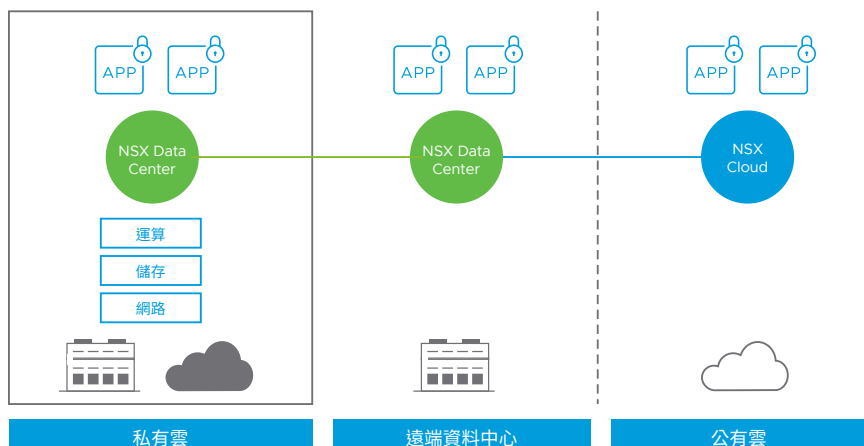 APP APP
NSX Data
Center
運算
儲存
網路
私有雲
APP APP
NSX Data
Center
遠端資料中心
APP APP
NSX
Cloud
公有雲